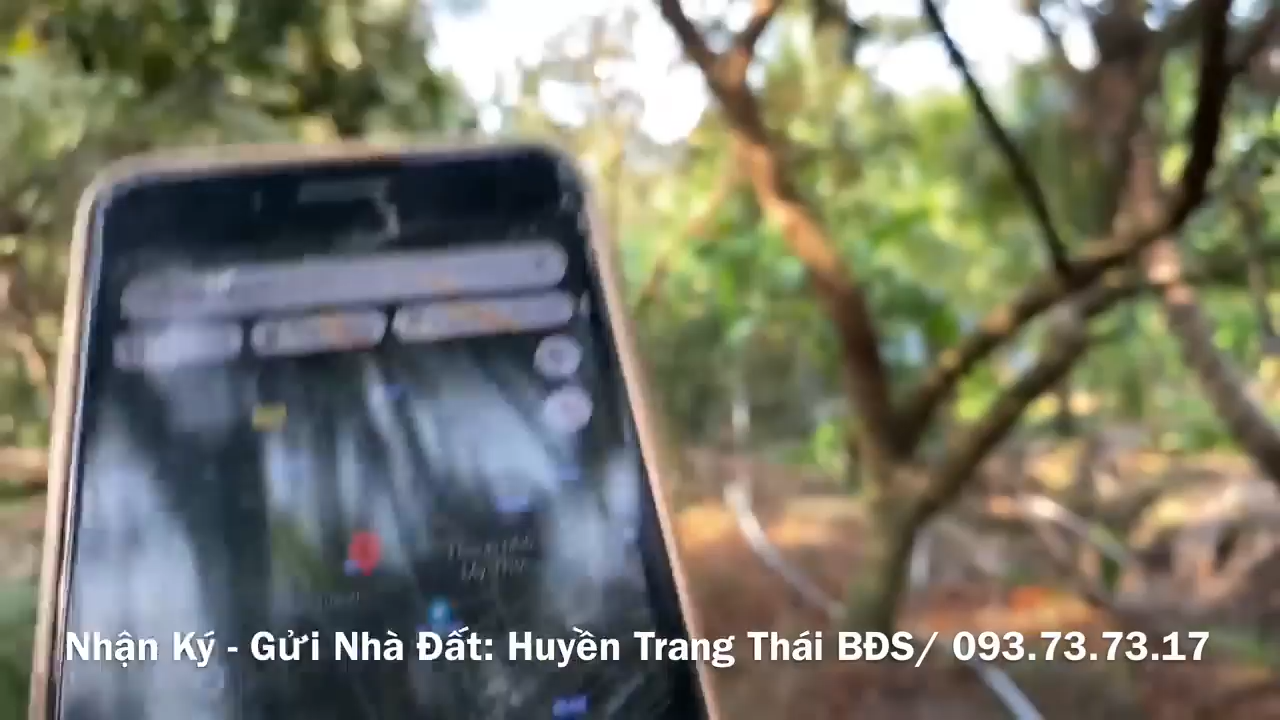 Nhận Ký - Gửi Nhà Đất: Huyền Trang Thái BĐS/ 093.73.73.17